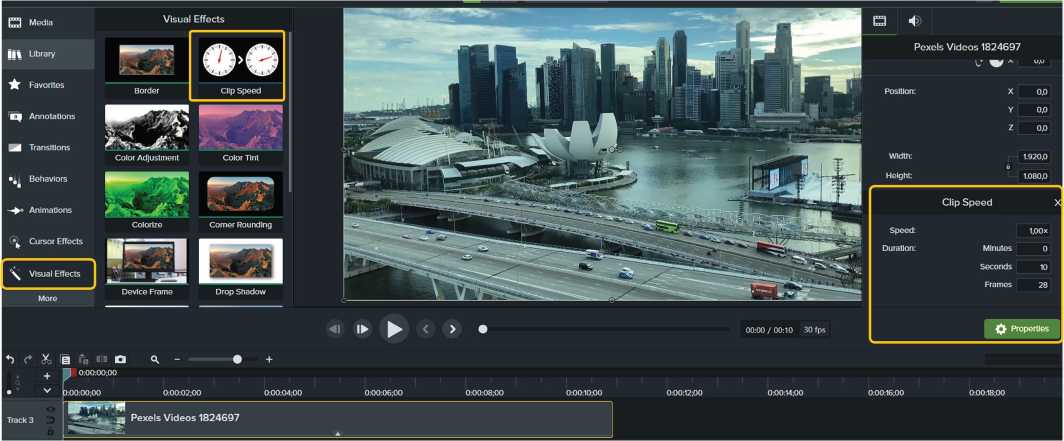 Media
Library
Favorites
Annotations
Transitions
Behaviors
Animations
Cursor Effects
Visual Effects
More
Visual Effects
Border
Clip Speed
Color Adjustment
Color Tint
Colorize
Corner Rounding
Device Frame
Drop Shadow
00:00 / 00:10 30 fps
Pexels Videos 1824697
X 0,0
Position: X 0,0
Y 0,0
Z 0,0
Width: 1.920,0
Height: 1.080,0
Clip Speed X
Speed: 1,00×
Duration: Minutes 0
Seconds 10
Frames 28
Properties
- +
+ 0:00:00;00
0:00:00;00 0:00:02;00 0:00:04;00 0:00:06;00 0:00:08;00 0:00:10;00 0:00:12;00 0:00:14;00 0:00:16;00 0:00:18;00
Track 3 Pexels Videos 1824697